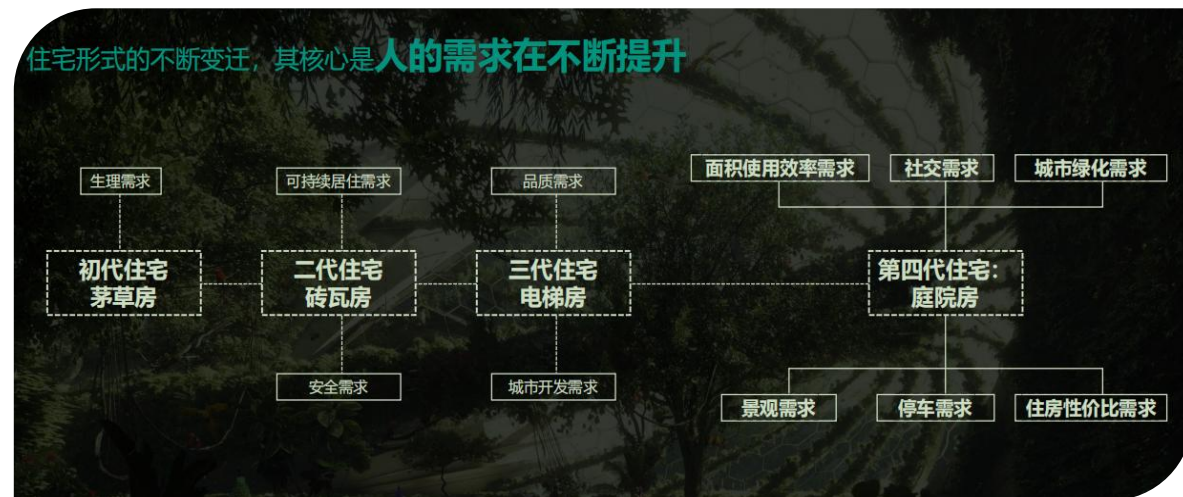 住宅形式的不断变迁，其核心是人的需求在不断提升
生理需求
可持续居住需求
品质需求
面积使用效率需求
社交需求
城市绿化需求
初代住宅
茅草房
二代住宅
砖瓦房
三代住宅
电梯房
第四代住宅：
庭院房
安全需求
城市开发需求
景观需求
停车需求
住房性价比需求